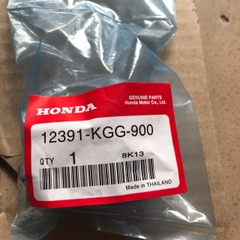 HONDA
GENUINE PARTS
Honda Motor Co., Ltd.
12391-KGG-900
QTY 1
8K13
Made in THAILAND